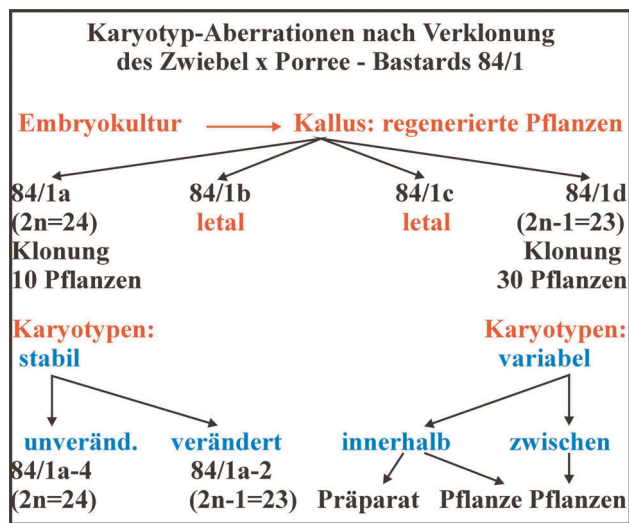 Karyotyp-Aberrationen nach Verklonung
des Zwiebel x Porree - Bastards 84/1
Embryokultur Kallus: regenerierte Pflanzen
84/1a 84/1b 84/1c 84/1d
(2n=24) letal letal (2n-1=23)
Klonung Klonung
10 Pflanzen 30 Pflanzen
Karyotypen: Karyotypen:
stabil variabel
unveränd. verändert innerhalb zwischen
84/1a-4 84/1a-2
(2n=24) (2n-1=23) Präparat Pflanze Pflanzen